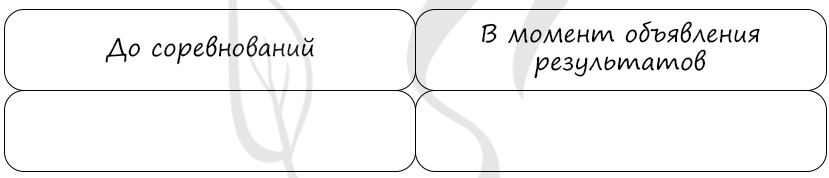 До соревнований
В момент объявления
результатов